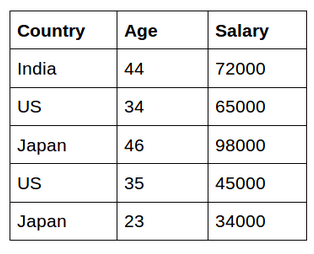 Country Age Salary
India 44 72000
US 34 65000
Japan 46 98000
US 35 45000
Japan 23 34000